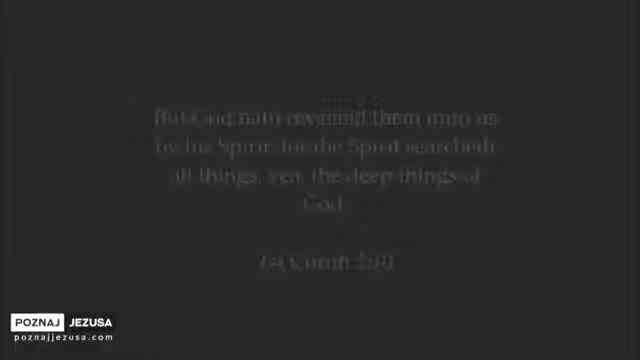 But God hath revealed them unto us
by his Spirit: for the Spirit searcheth
all things, yea, the deep things of
God.
1st Corin 2:10
POZNAJ JEZUSA
poznajjezusa.com